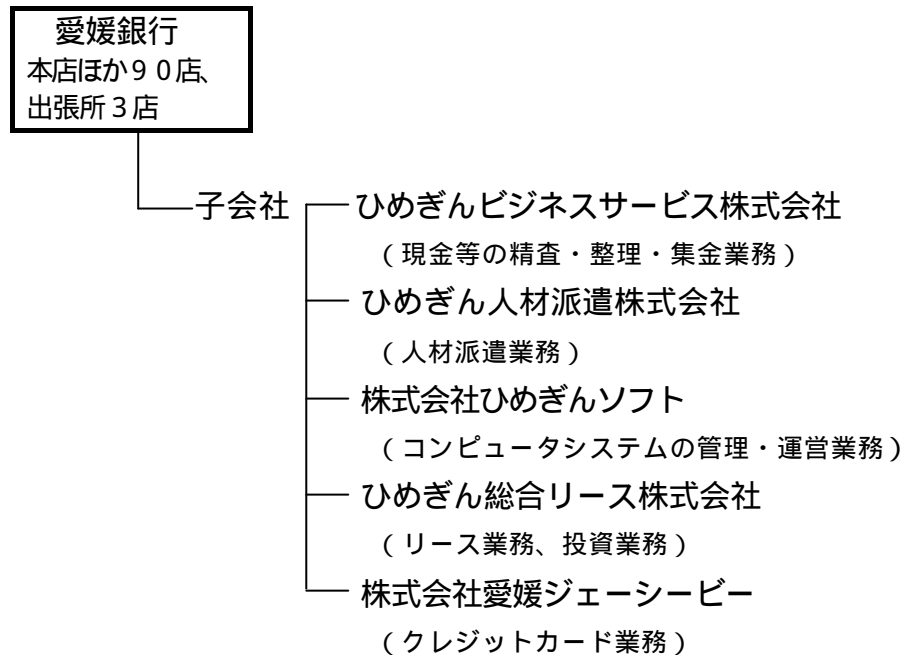 愛媛銀行
本店ほか90店、
出張所3店
子会社
ひめぎんビジネスサービス株式会社
(現金等の精査・整理・集金業務)
ひめぎん人材派遣株式会社
(人材派遣業務)
株式会社ひめぎんソフト
(コンピュータシステムの管理・運営業務)
ひめぎん総合リース株式会社
(リース業務、投資業務)
株式会社愛媛ジェーシービー
(クレジットカード業務)